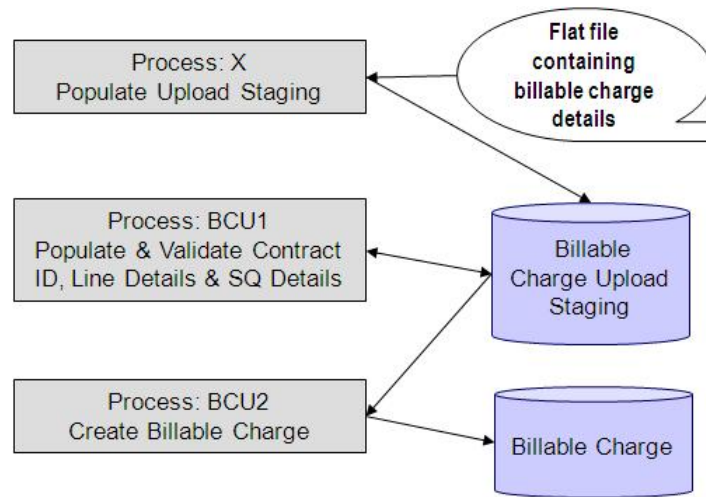 Process: X
Populate Upload Staging
Flat file
containing
billable charge
details
Process: BCU1
Populate & Validate Contract
ID, Line Details & SQ Details
Billable
Charge Upload
Staging
Process: BCU2
Create Billable Charge
Billable Charge